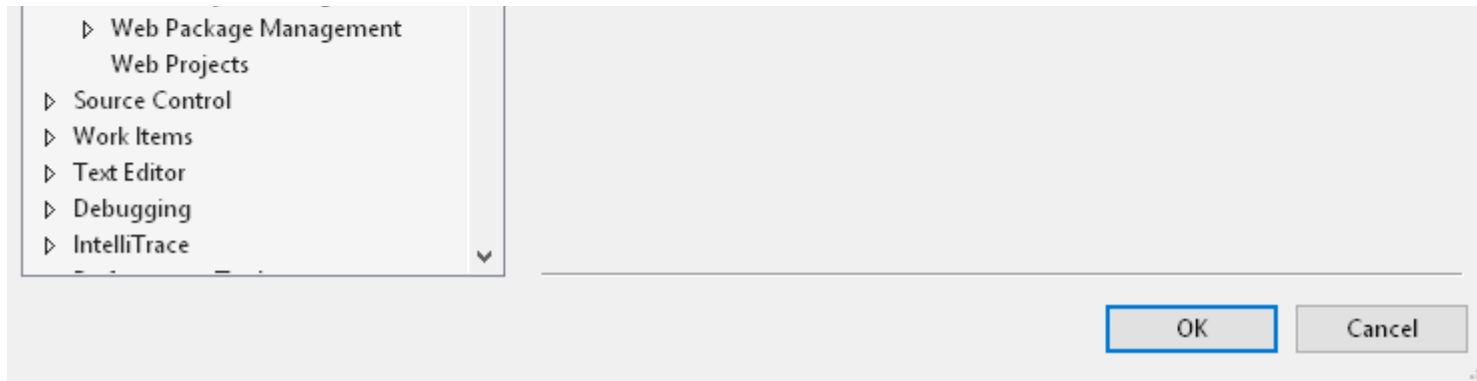 Web Package Management
Web Projects
Source Control
Work Items
Text Editor
Debugging
IntelliTrace
OK
Cancel